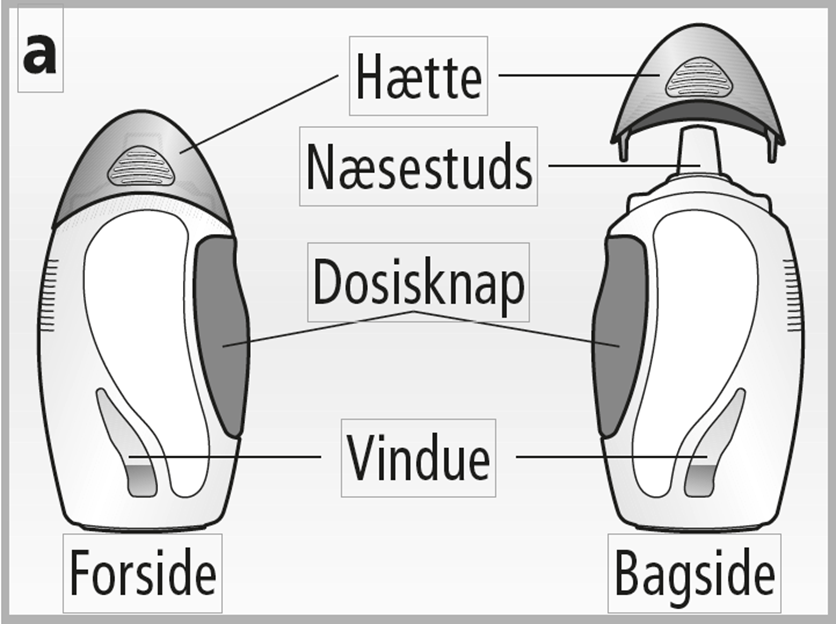 a
Hætte
Næsestuds
Dosisknap
Vindue
Forside
Bagside